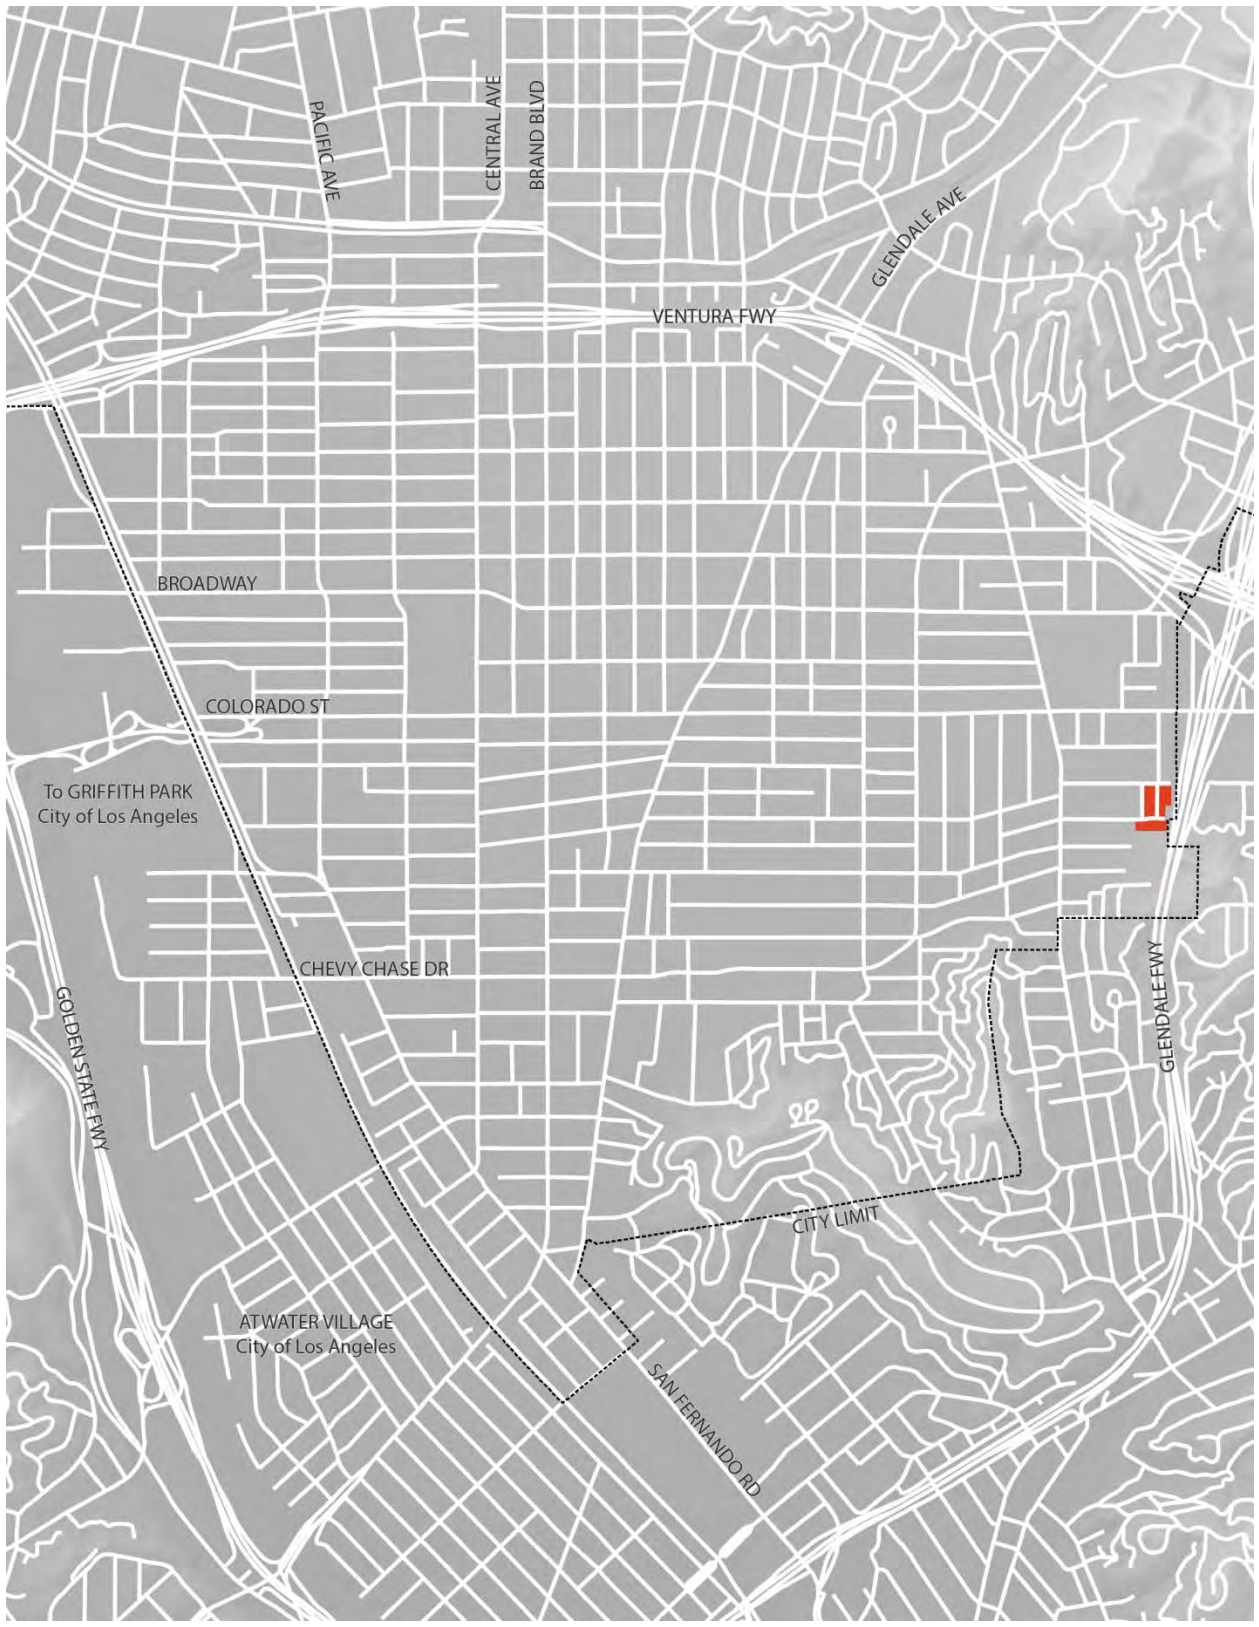 PACIFIC AVE
CENTRAL AVE
BRAND BLVD
GLENDALE AVE
VENTURA FWY
BROADWAY
COLORADO ST
To GRIFFITH PARK
City of Los Angeles
CHEVY CHASE DR
GOLDEN STATE FWY
GLENDALE FWY
CITY LIMIT
ATWATER VILLAGE
City of Los Angeles
SAN FERNANDO RD